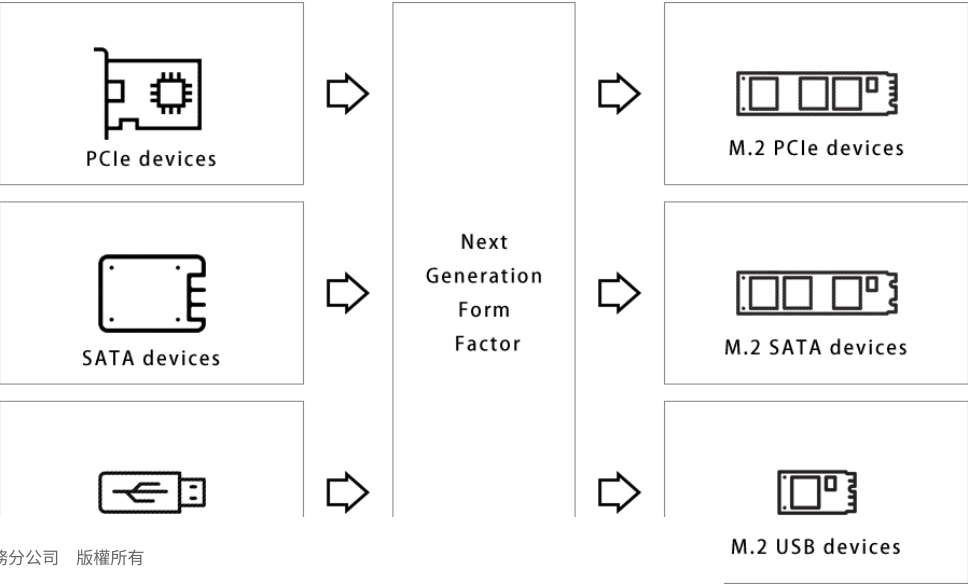 PCIe devices
M.2 PCIe devices
Next
Generation
Form
Factor
SATA devices
M.2 SATA devices
M.2 USB devices
務分公司 版權所有